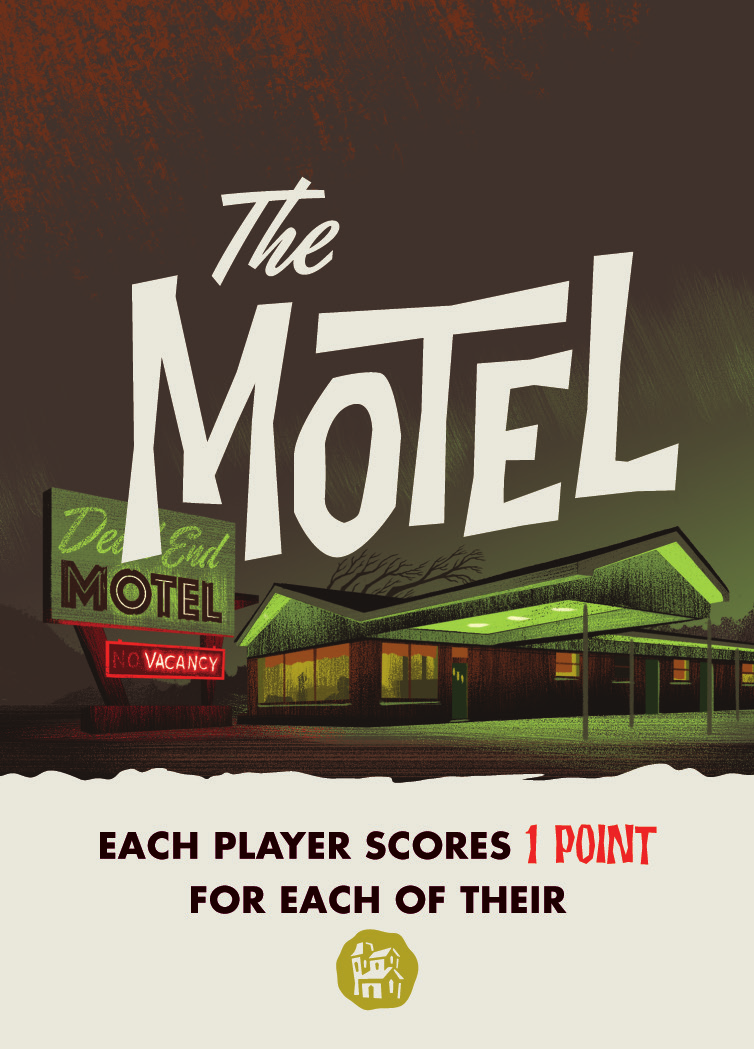 The
MOTEL
End
MOTEL
NO VACANCY
EACH PLAYER SCORES 1 POINT
FOR EACH OF THEIR